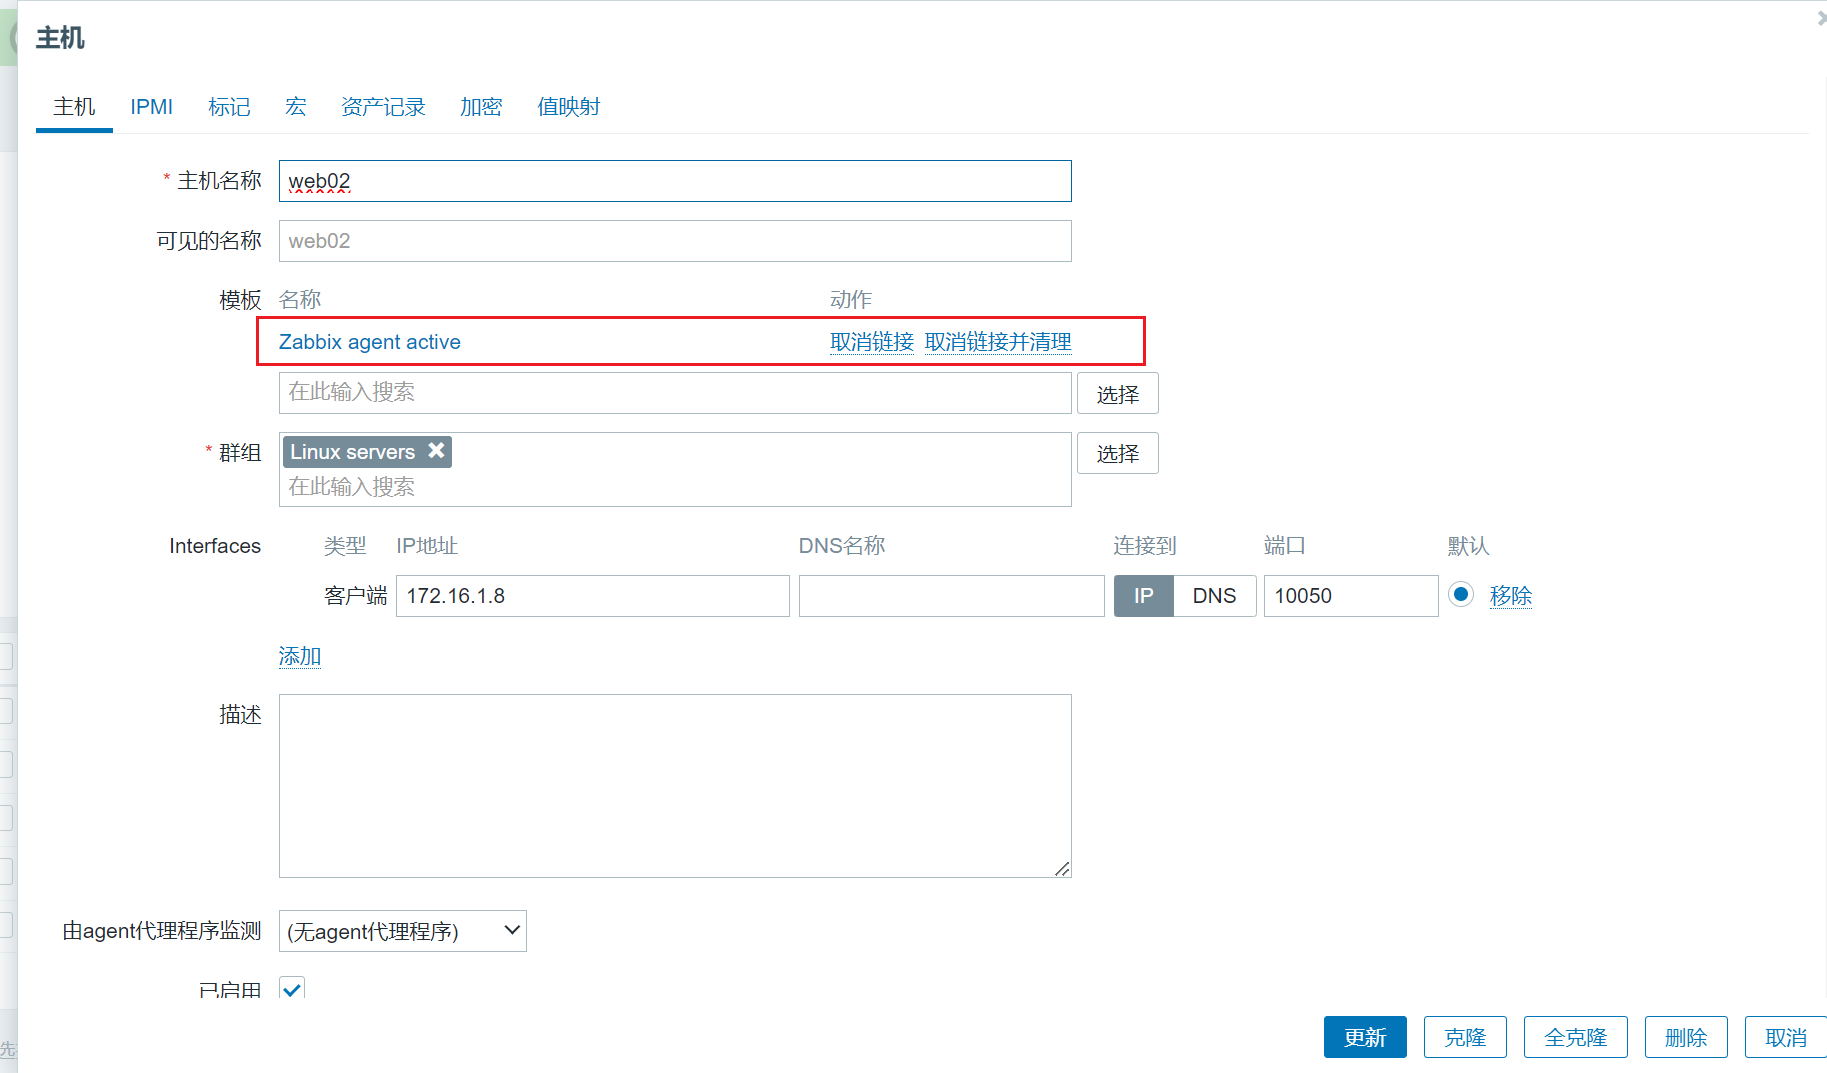 主机
主机 IPMI 标记 宏 资产记录 加密 值映射
* 主机名称 web02
可见的名称 web02
模板 名称 动作
Zabbix agent active 取消链接 取消链接并清理
在此输入搜索 选择
* 群组 Linux servers 选择
在此输入搜索
Interfaces 类型 IP地址 DNS名称 连接到 端口 默认
客户端 172.16.1.8 IP DNS 10050 移除
添加
描述
由agent代理程序监测 (无agent代理程序)
已启用
更新 克隆 全克隆 删除 取消